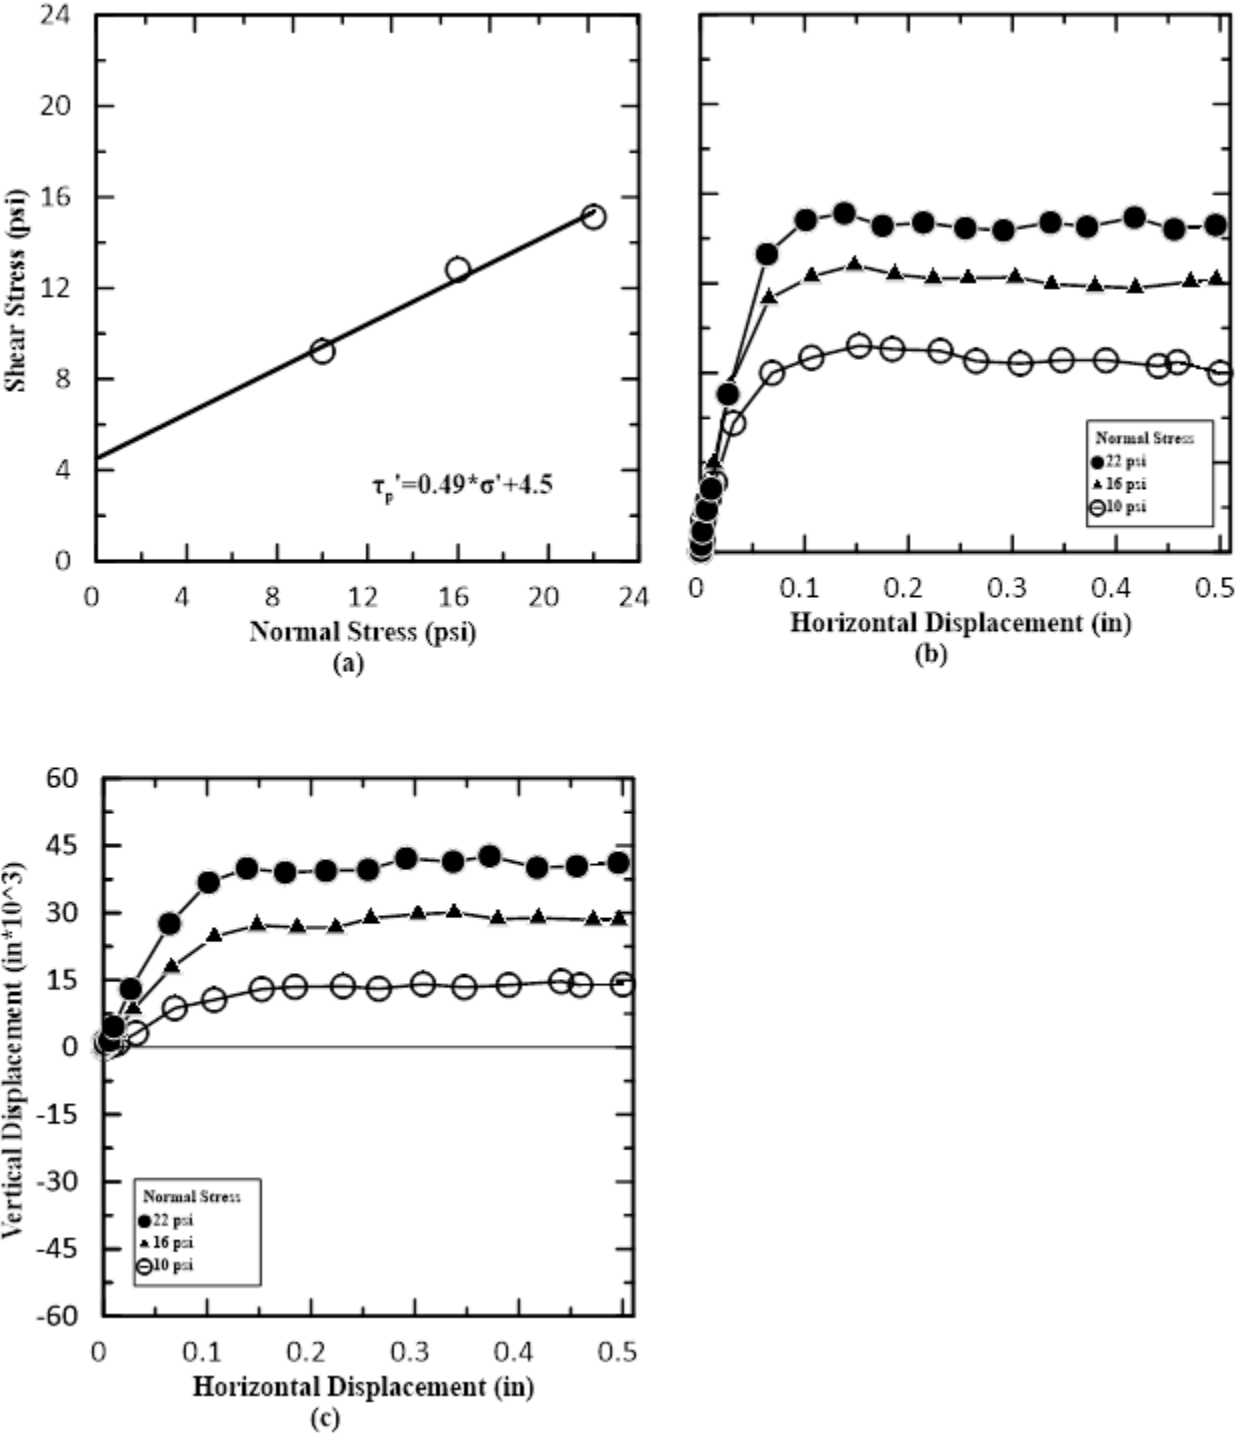 24
20
16
12
8
4
0
Shear Stress (psi)
τp'=0.49*σ'+4.5
0 4 8 12 16 20 24
Normal Stress (psi)
(a)
Normal Stress
22 psi
16 psi
10 psi
0 0.1 0.2 0.3 0.4 0.5
Horizontal Displacement (in)
(b)
60
45
30
15
0
-15
-30
-45
-60
Vertical Displacement (in*10^3)
Normal Stress
22 psi
16 psi
10 psi
0 0.1 0.2 0.3 0.4 0.5
Horizontal Displacement (in)
(c)